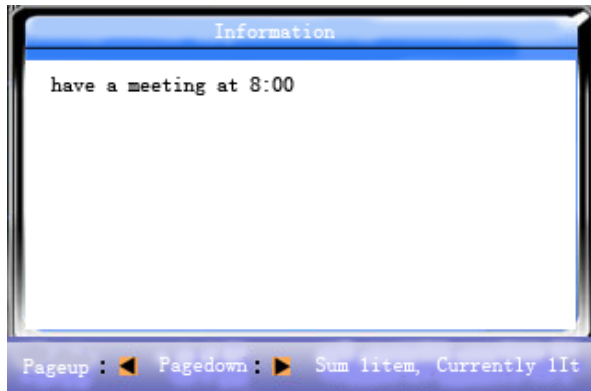 Information
have a meeting at 8:00
Pageup : Pagedown : Sum 1item, Currently 1It